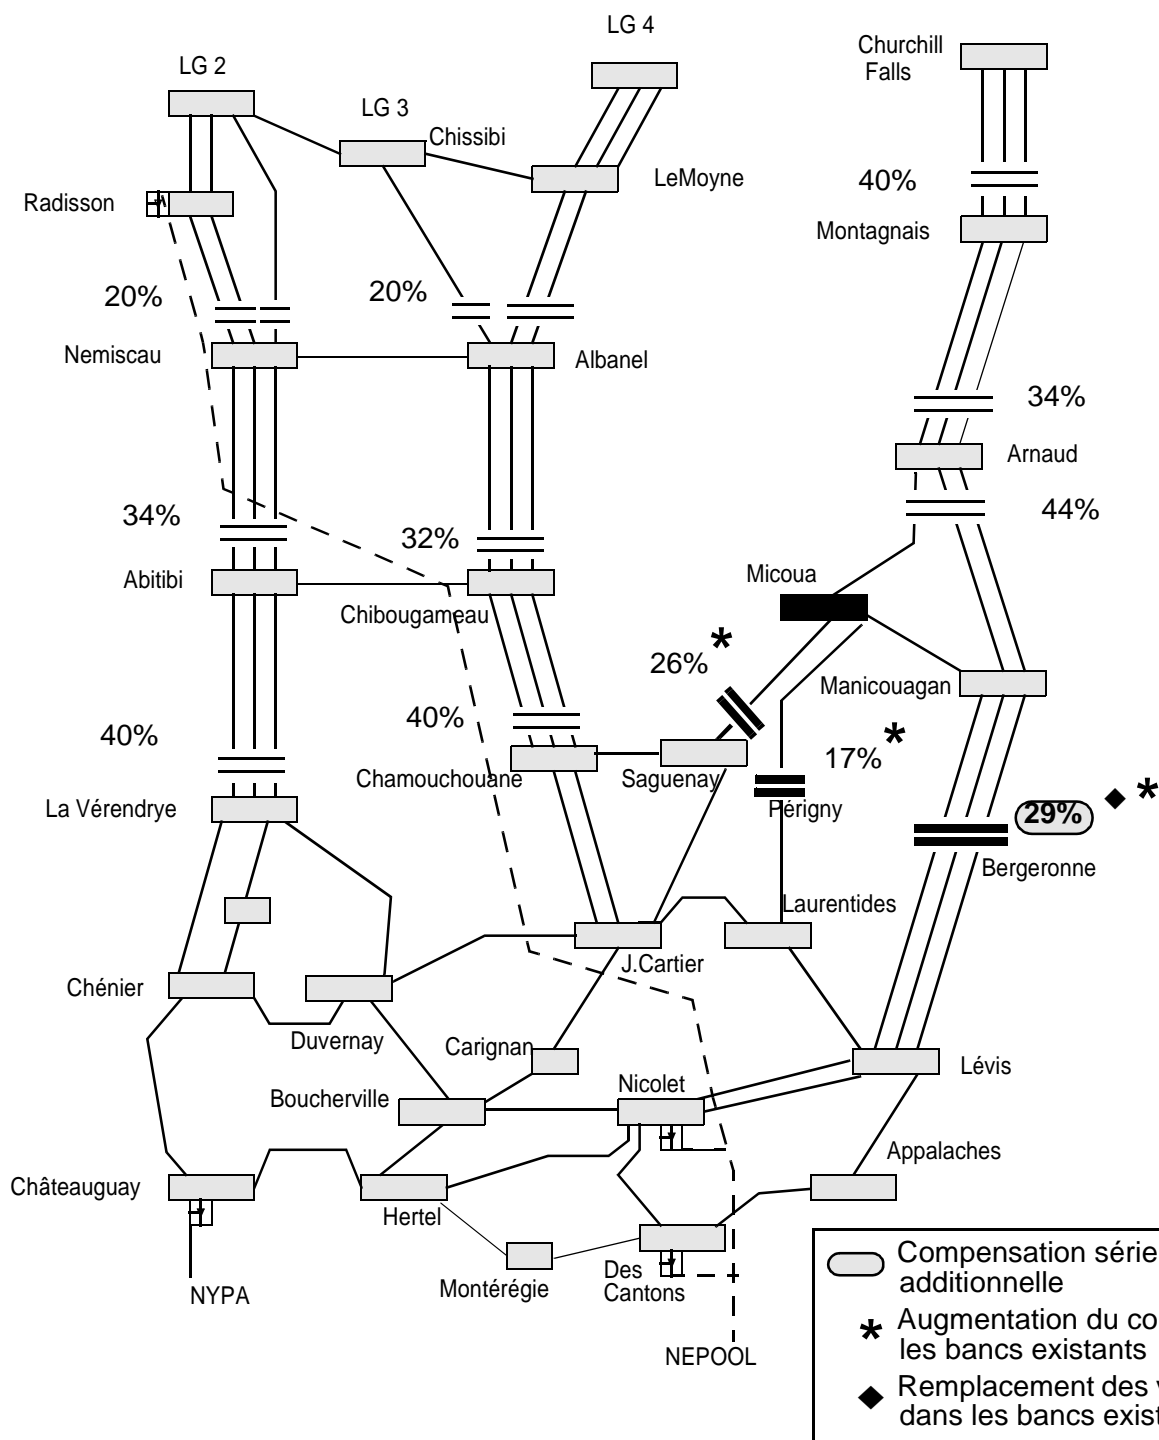 LG 4
Churchill
Falls
LG 2
LG 3
Chissibi
LeMoyne
40%
Radisson
Montagnais
20%
20%
Nemiscau
Albanel
34%
Arnaud
34%
44%
32%
Abitibi
Micoua
Chibougameau
26% *
Manicouagan
40%
40%
17% *
Chamouchouane
Saguenay
La Vérendrye
Périgny
29% ◆ *
Bergeronne
Laurentides
J.Cartier
Chénier
Duvernay
Carignan
Lévis
Nicolet
Boucherville
Appalaches
Châteauguay
Hertel
Des
Cantons
Montérégie
NYPA
NEPOOL
Compensation série
additionnelle
* Augmentation du co
les bancs existants
◆ Remplacement des v
dans les bancs exist